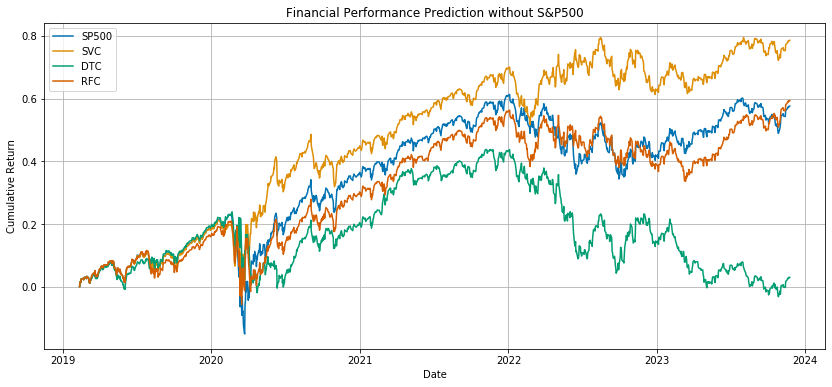 Financial Performance Prediction without S&P500
SP500
SVC
DTC
RFC
Cumulative Return
0.8
0.6
0.4
0.2
0.0
2019
2020
2021
2022
2023
2024
Date